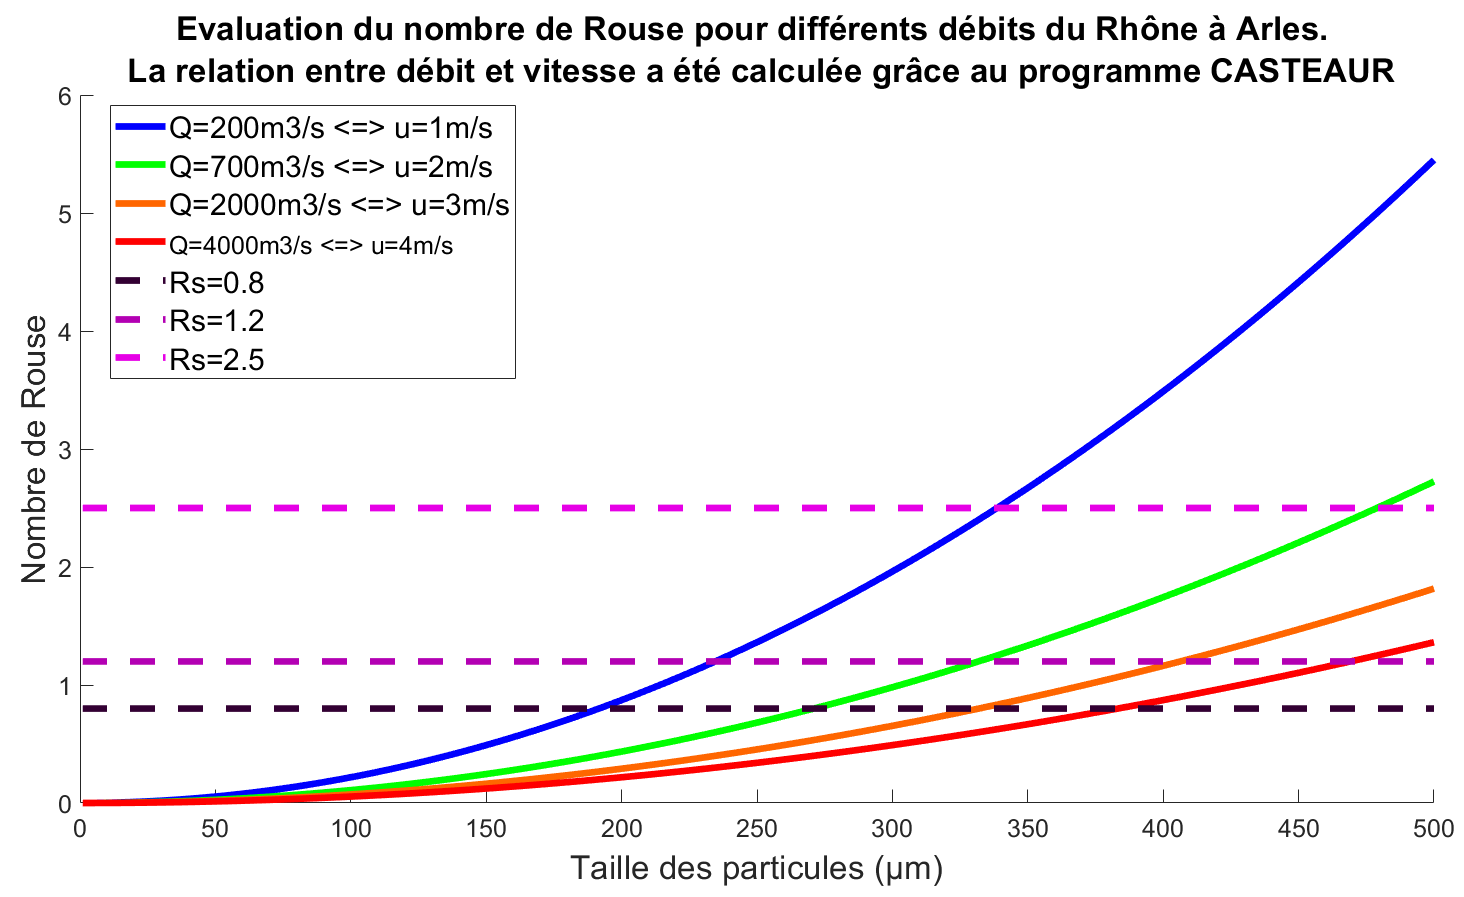 Evaluation du nombre de Rouse pour différents débits du Rhône à Arles.
La relation entre débit et vitesse a été calculée grâce au programme CASTEAUR
Q=200m3/s <=> u=1m/s
Q=700m3/s <=> u=2m/s
Q=2000m3/s <=> u=3m/s
Q=4000m3/s <=> u=4m/s
Rs=0.8
Rs=1.2
Rs=2.5
Nombre de Rouse
6
5
4
3
2
1
0
0 50 100 150 200 250 300 350 400 450 500
Taille des particules (µm)